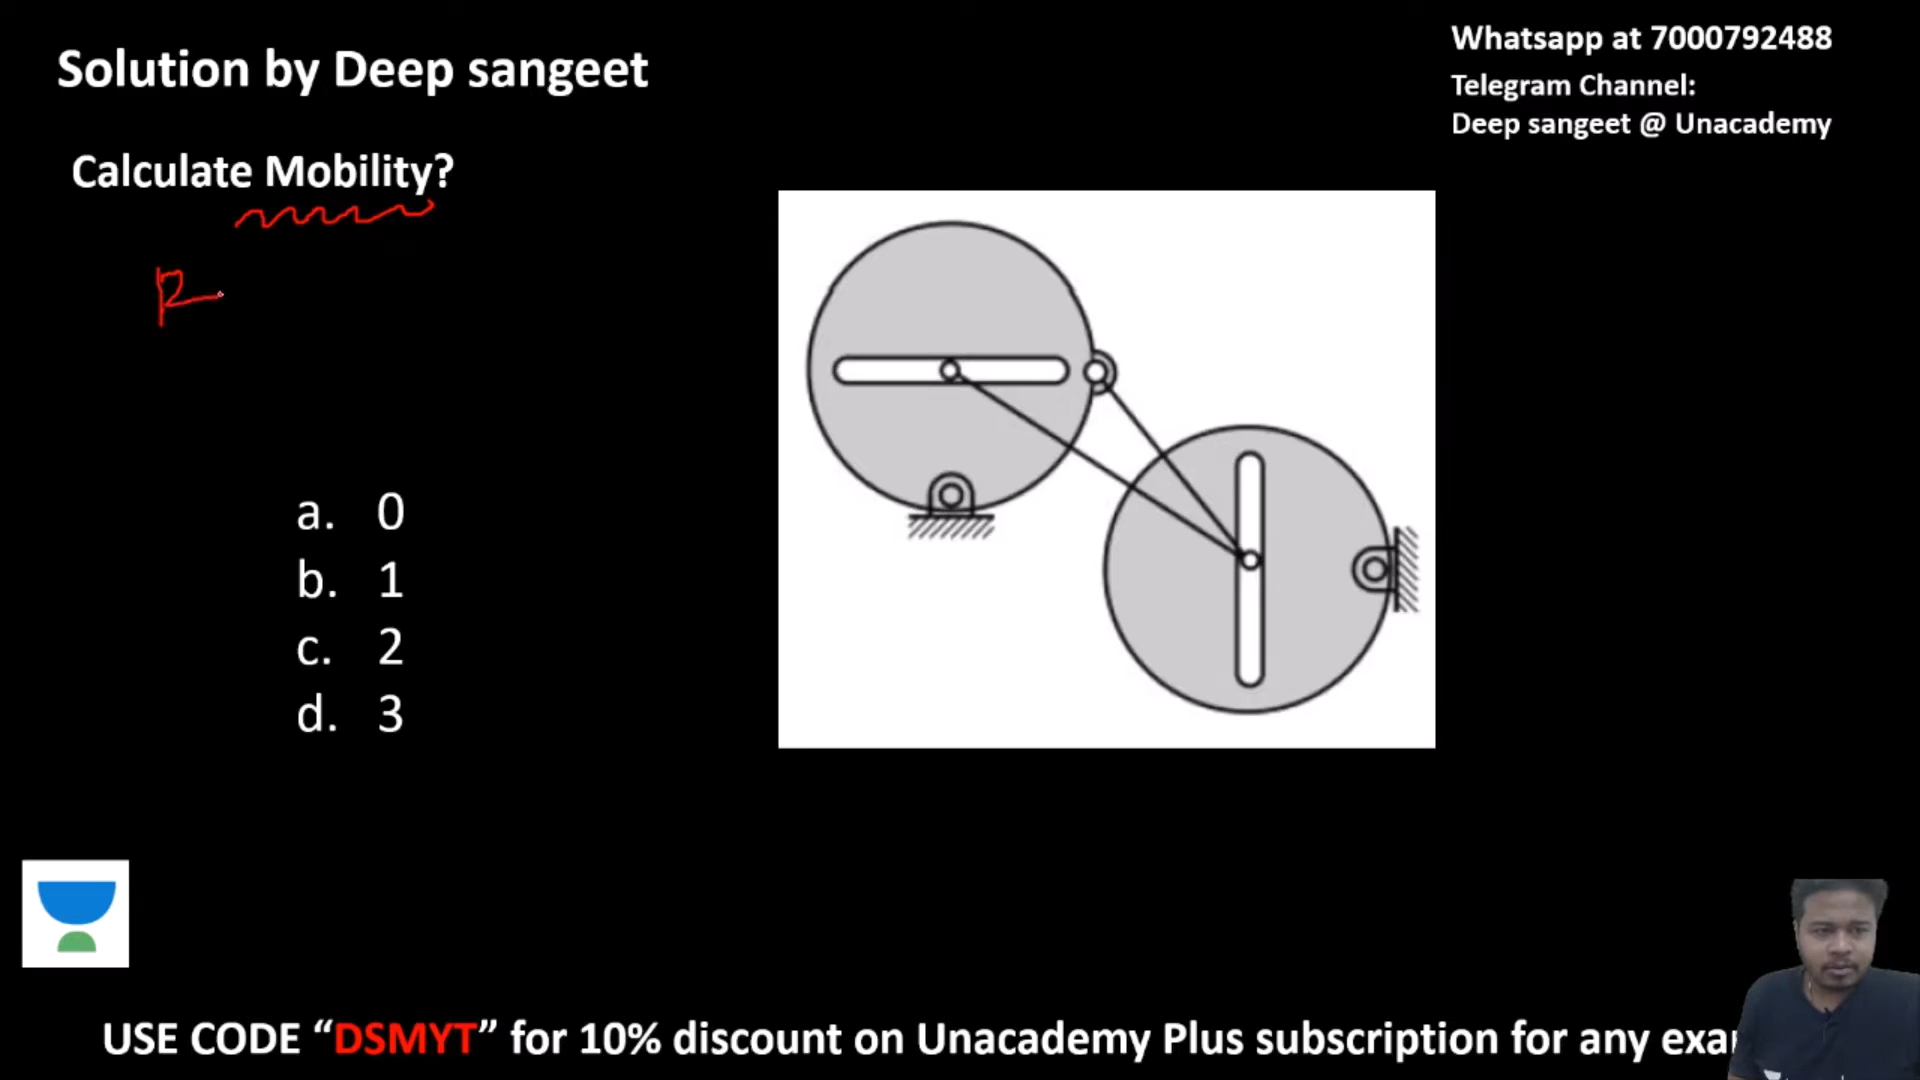 Solution by Deep sangeet
Whatsapp at 7000792488
Telegram Channel:
Deep sangeet @ Unacademy
Calculate Mobility?
a. 0
b. 1
c. 2
d. 3
USE CODE “DSMYT” for 10% discount on Unacademy Plus subscription for any